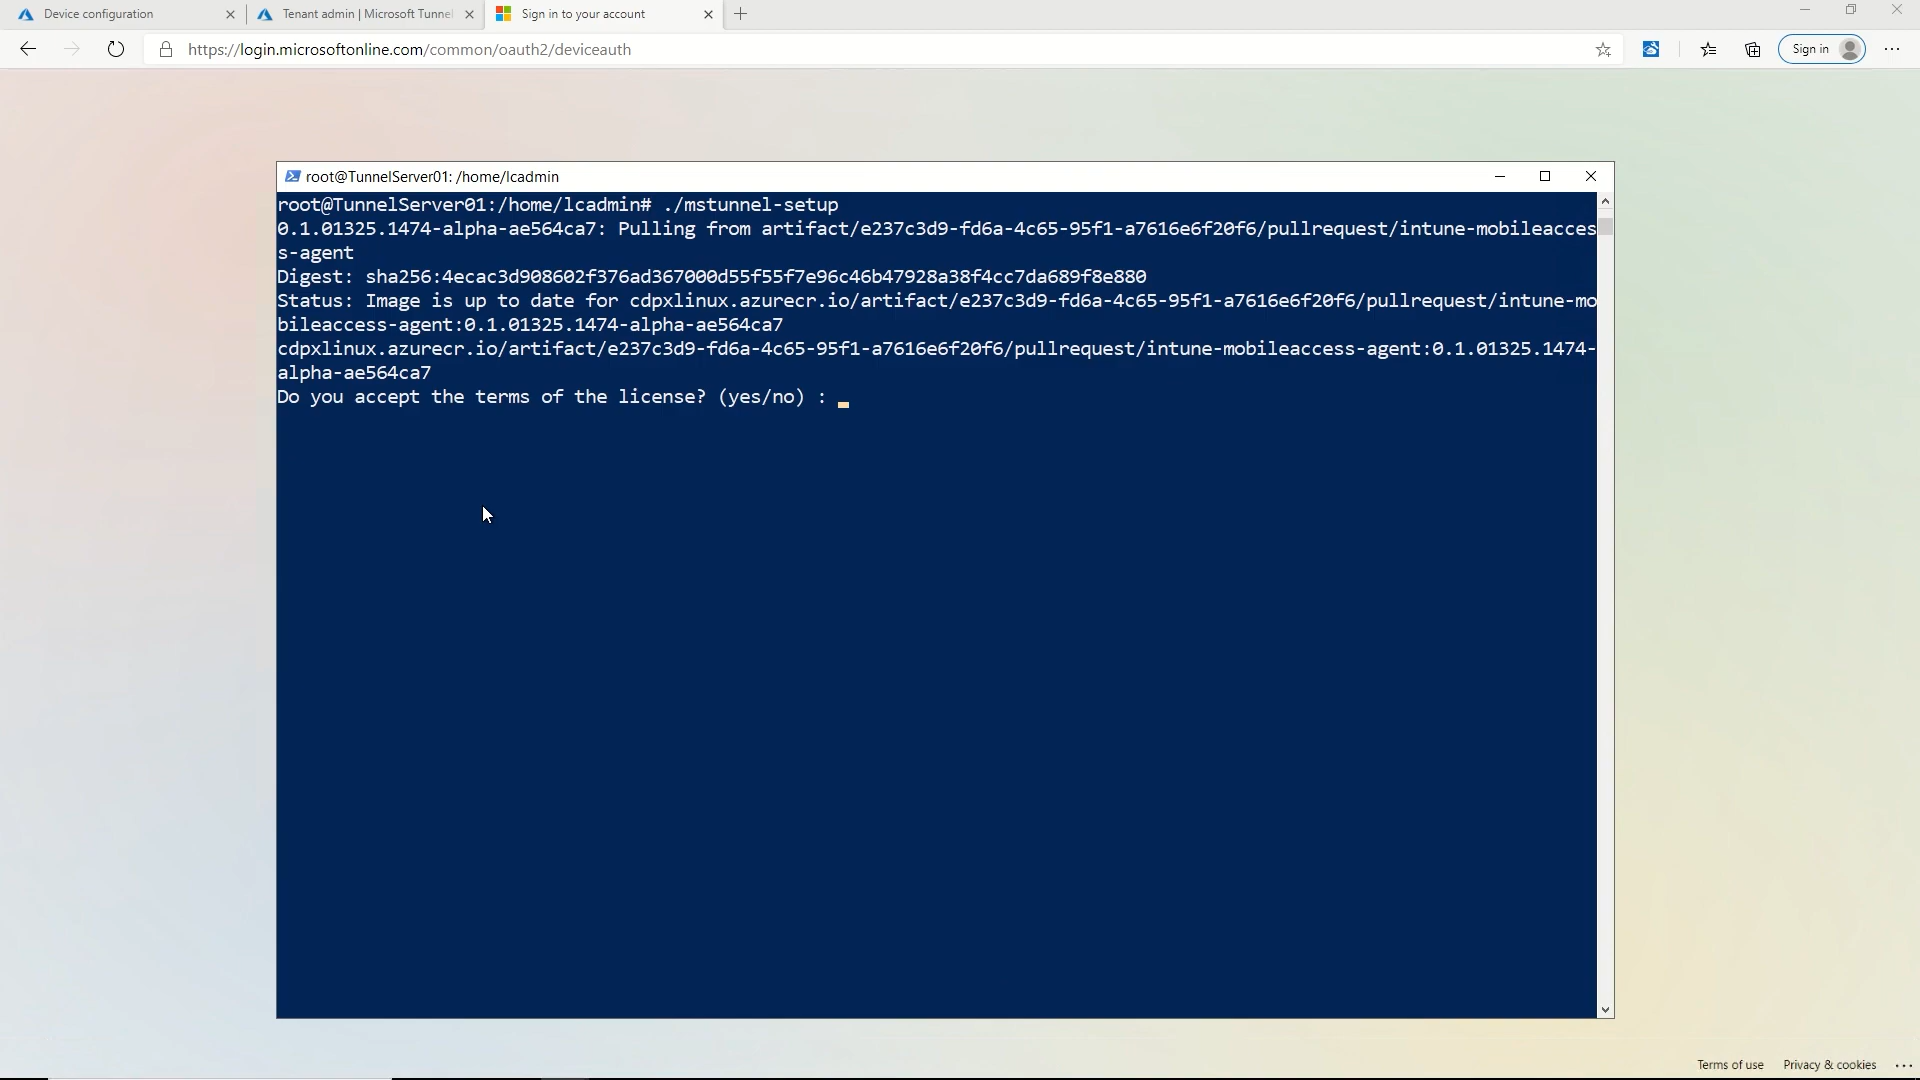 Device configuration
Tenant admin | Microsoft Tunnel
Sign in to your account
https://login.microsoftonline.com/common/oauth2/deviceauth
Sign in
root@TunnelServer01: /home/lcadmin
root@TunnelServer01:/home/lcadmin# ./mstunnel-setup
0.1.01325.1474-alpha-ae564ca7: Pulling from artifact/e237c3d9-fd6a-4c65-95f1-a7616e6f20f6/pullrequest/intune-mobileacces
s-agent
Digest: sha256:4ecac3d908602f376ad367000d55f55f7e96c46b47928a38f4cc7da689f8e880
Status: Image is up to date for cdpxlinux.azurecr.io/artifact/e237c3d9-fd6a-4c65-95f1-a7616e6f20f6/pullrequest/intune-mo
bileaccess-agent:0.1.01325.1474-alpha-ae564ca7
cdpxlinux.azurecr.io/artifact/e237c3d9-fd6a-4c65-95f1-a7616e6f20f6/pullrequest/intune-mobileaccess-agent:0.1.01325.1474-
alpha-ae564ca7
Do you accept the terms of the license? (yes/no) :
Terms of use
Privacy & cookies